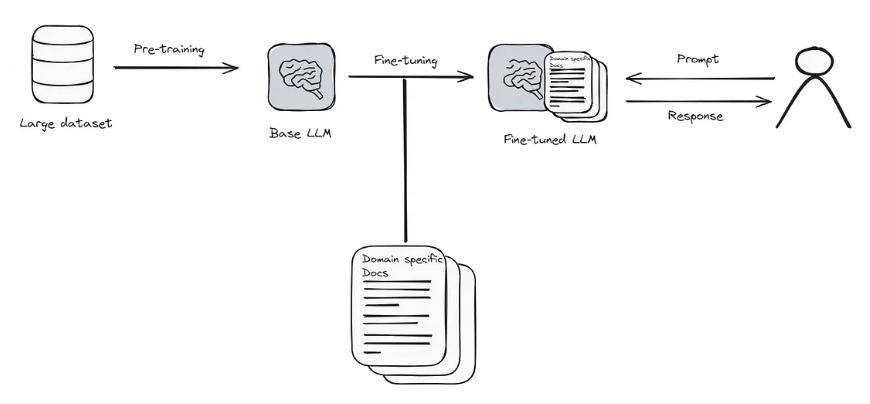 Pre-training
Large dataset
Base LLM
Fine-tuning
Domain specific
Docs
Domain specific
Docs
Fine-tuned LLM
Prompt
Response